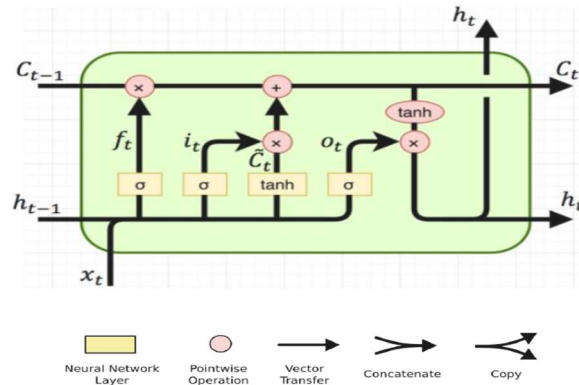 h_t
C_{t-1}
×
+
C_t
tanh
f_t
i_t
×
C̃_t
o_t
×
σ
σ
tanh
σ
h_{t-1}
h_t
x_t
Neural Network
Layer
Pointwise
Operation
Vector
Transfer
Concatenate
Copy